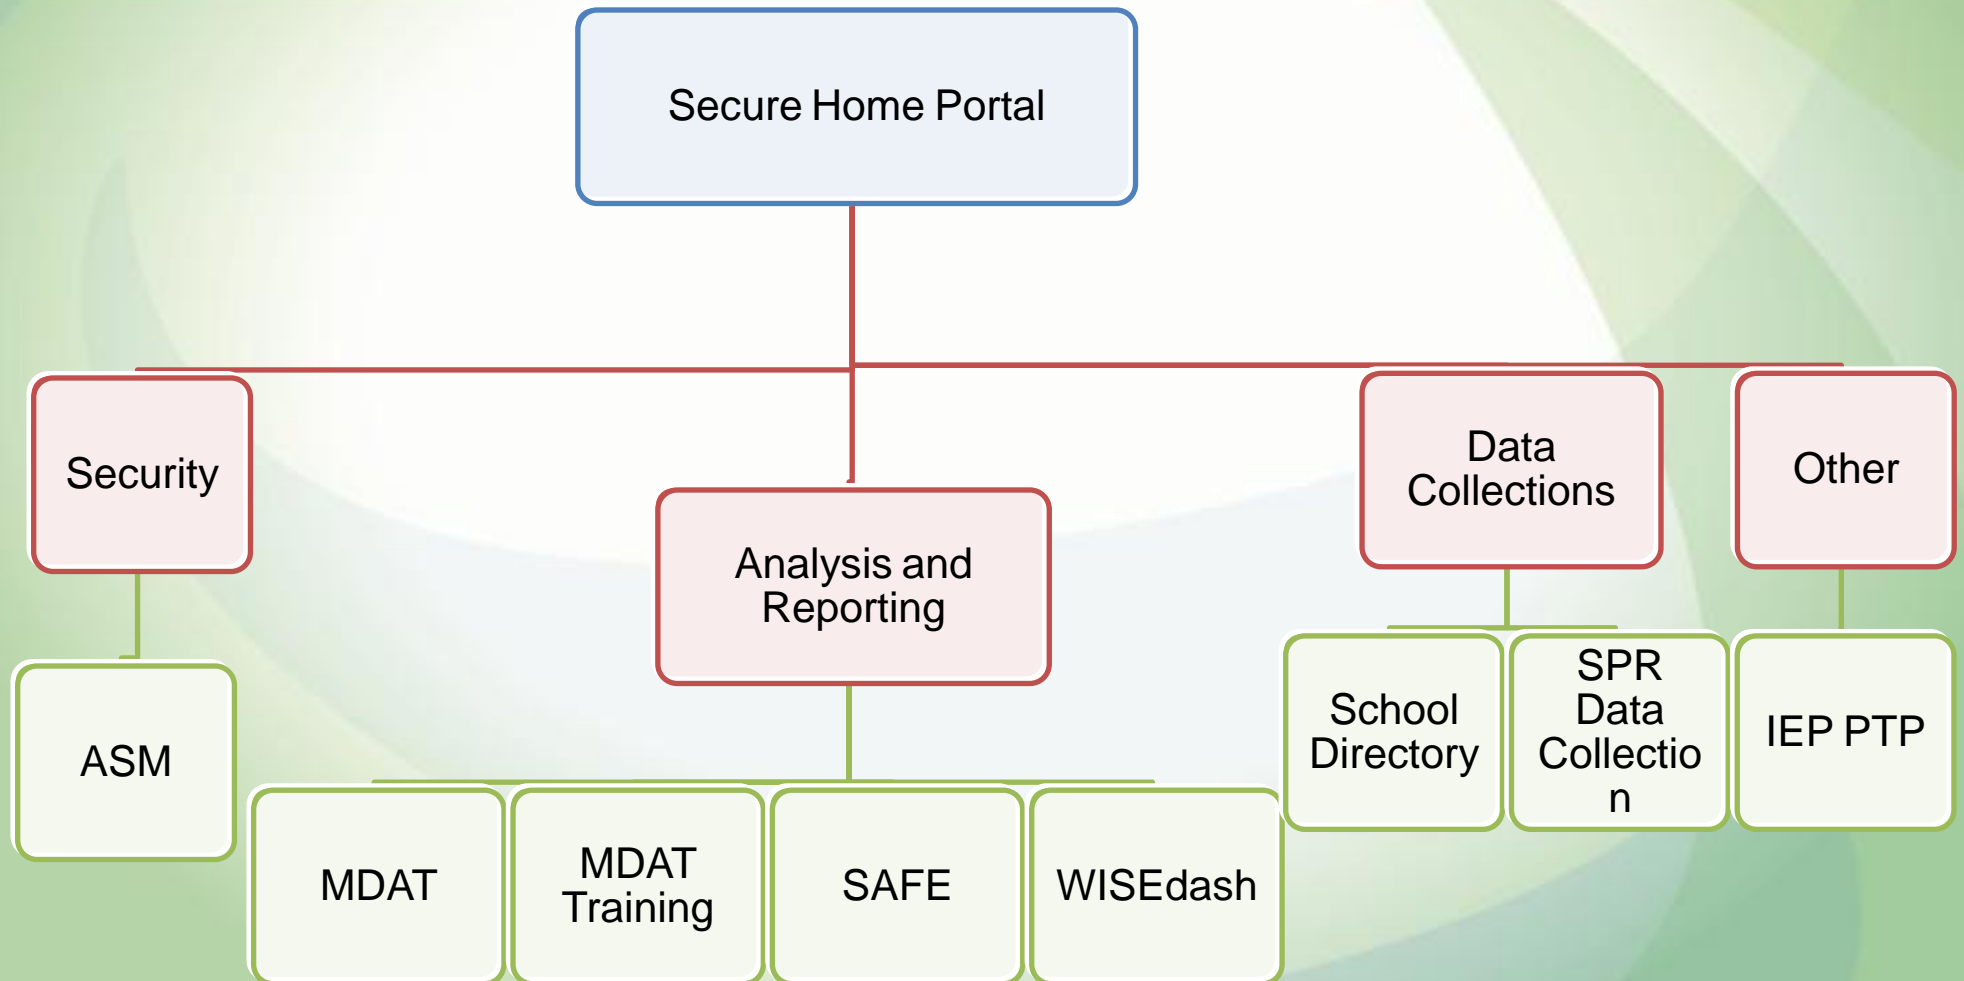 Secure Home Portal
Security
Analysis and
Reporting
Data
Collections
Other
ASM
MDAT
MDAT
Training
SAFE
WISEdash
School
Directory
SPR
Data
Collectio
n
IEP PTP